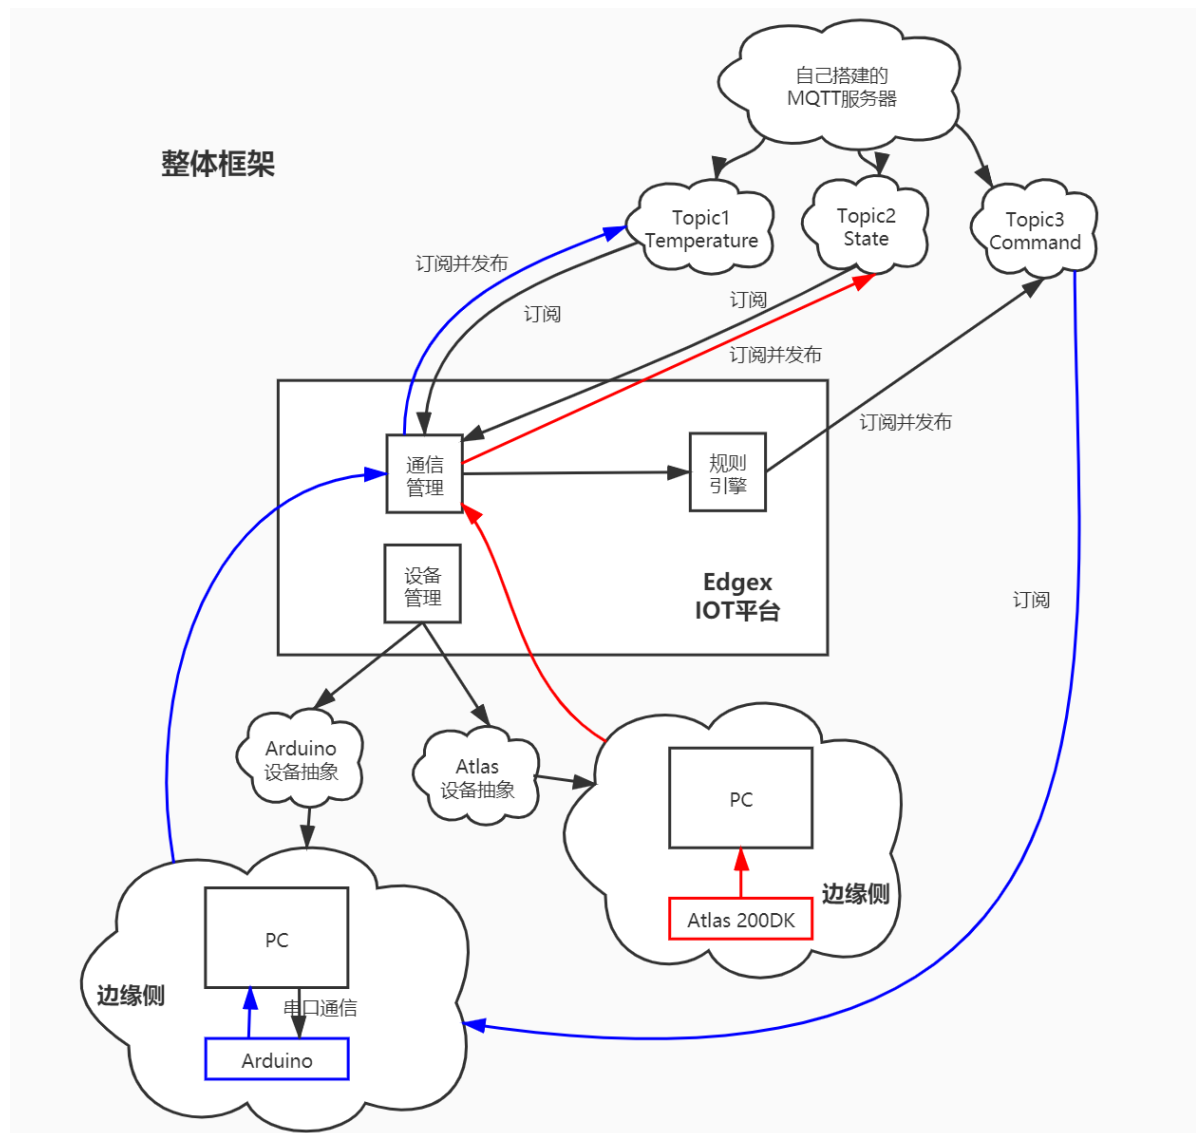 自己搭建的
MQTT服务器
整体框架
Topic1
Temperature
Topic2
State
Topic3
Command
订阅并发布
订阅
订阅
订阅并发布
订阅并发布
通信
管理
规则
引擎
设备
管理
Edgex
IOT平台
订阅
Arduino
设备抽象
Atlas
设备抽象
PC
边缘侧
Atlas 200DK
PC
边缘侧
串口通信
Arduino